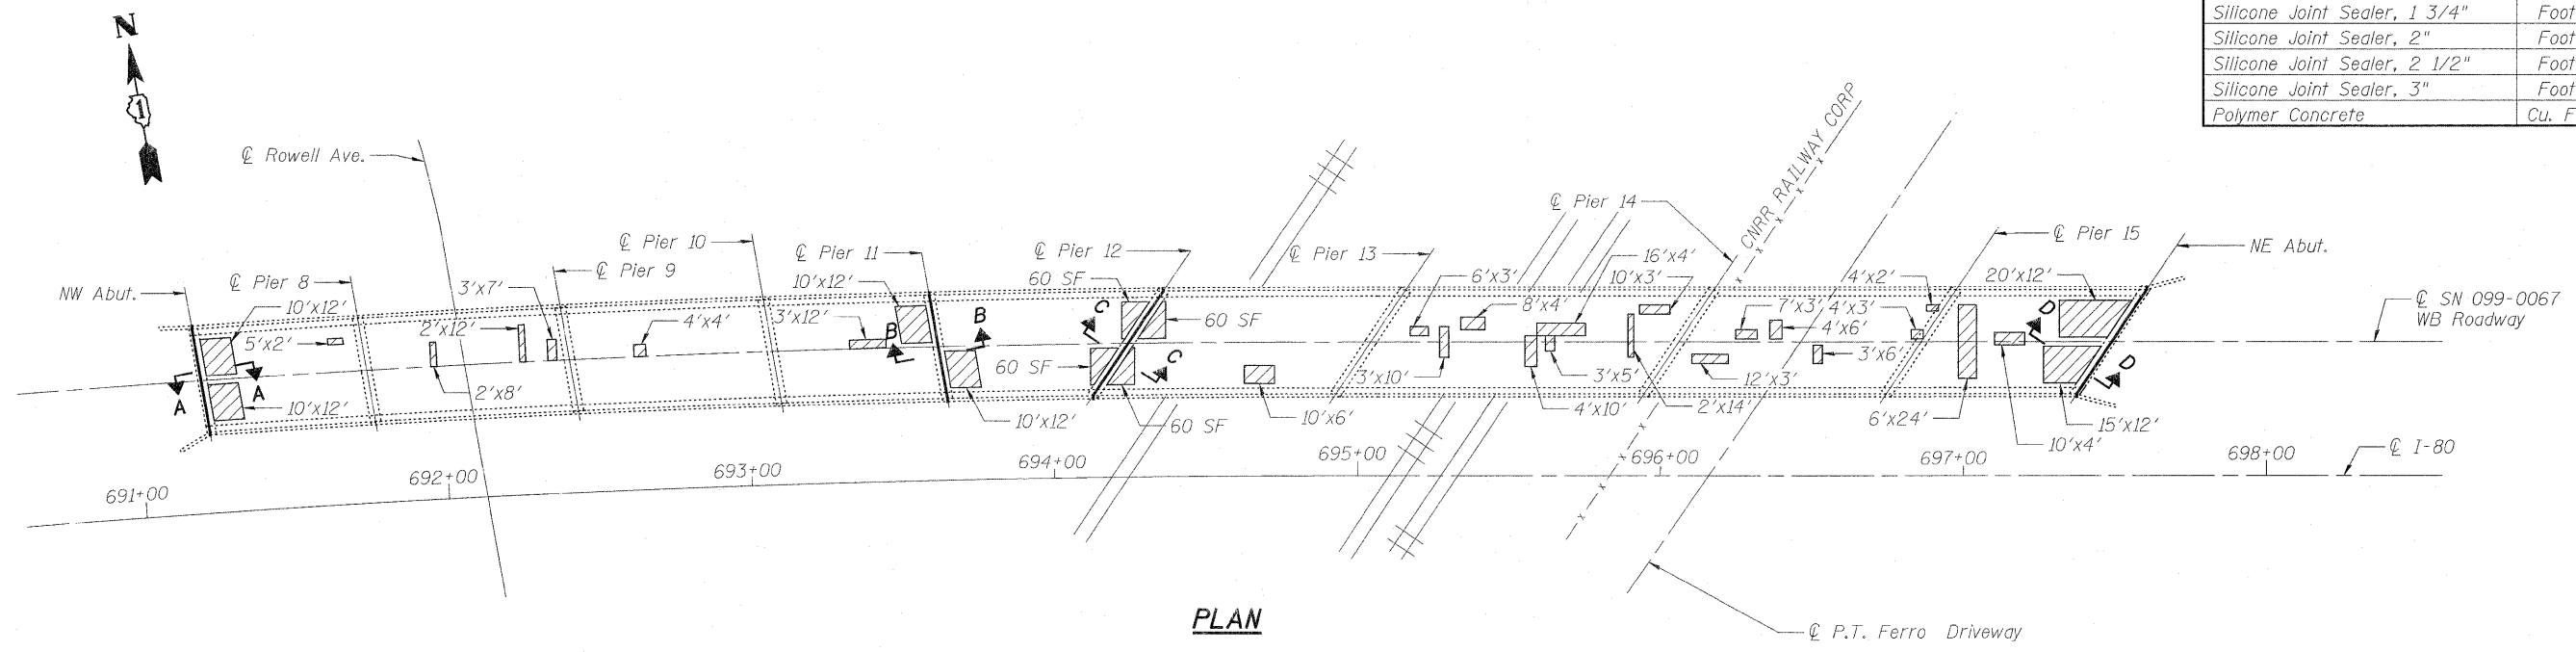 Silicone Joint Sealer, 1 3/4" Foot
Silicone Joint Sealer, 2" Foot
Silicone Joint Sealer, 2 1/2" Foot
Silicone Joint Sealer, 3" Foot
Polymer Concrete Cu. F
N
1
℄ Rowell Ave.
CNRR RAILWAY CORP
℄ Pier 14
℄ Pier 10
℄ Pier 11
℄ Pier 12
℄ Pier 13
16'x4'
℄ Pier 15
NE Abut.
℄ Pier 8
℄ Pier 9
10'x12'
60 SF
6'x3'
10'x3'
4'x2'
20'x12'
NW Abut.
3'x7'
10'x12'
8'x4'
7'x3'
4'x3'
℄ SN 099-0067
WB Roadway
2'x12'
4'x4'
3'x12'
B
B
C
60 SF
4'x6'
D
5'x2'
60 SF
C
3'x10'
3'x5'
12'x3'
3'x6'
D
A
A
2'x8'
10'x12'
10'x12'
60 SF
10'x6'
4'x10'
2'x14'
6'x24'
10'x4'
15'x12'
691+00
692+00
693+00
694+00
695+00
696+00
697+00
698+00
℄ I-80
PLAN
℄ P.T. Ferro Driveway